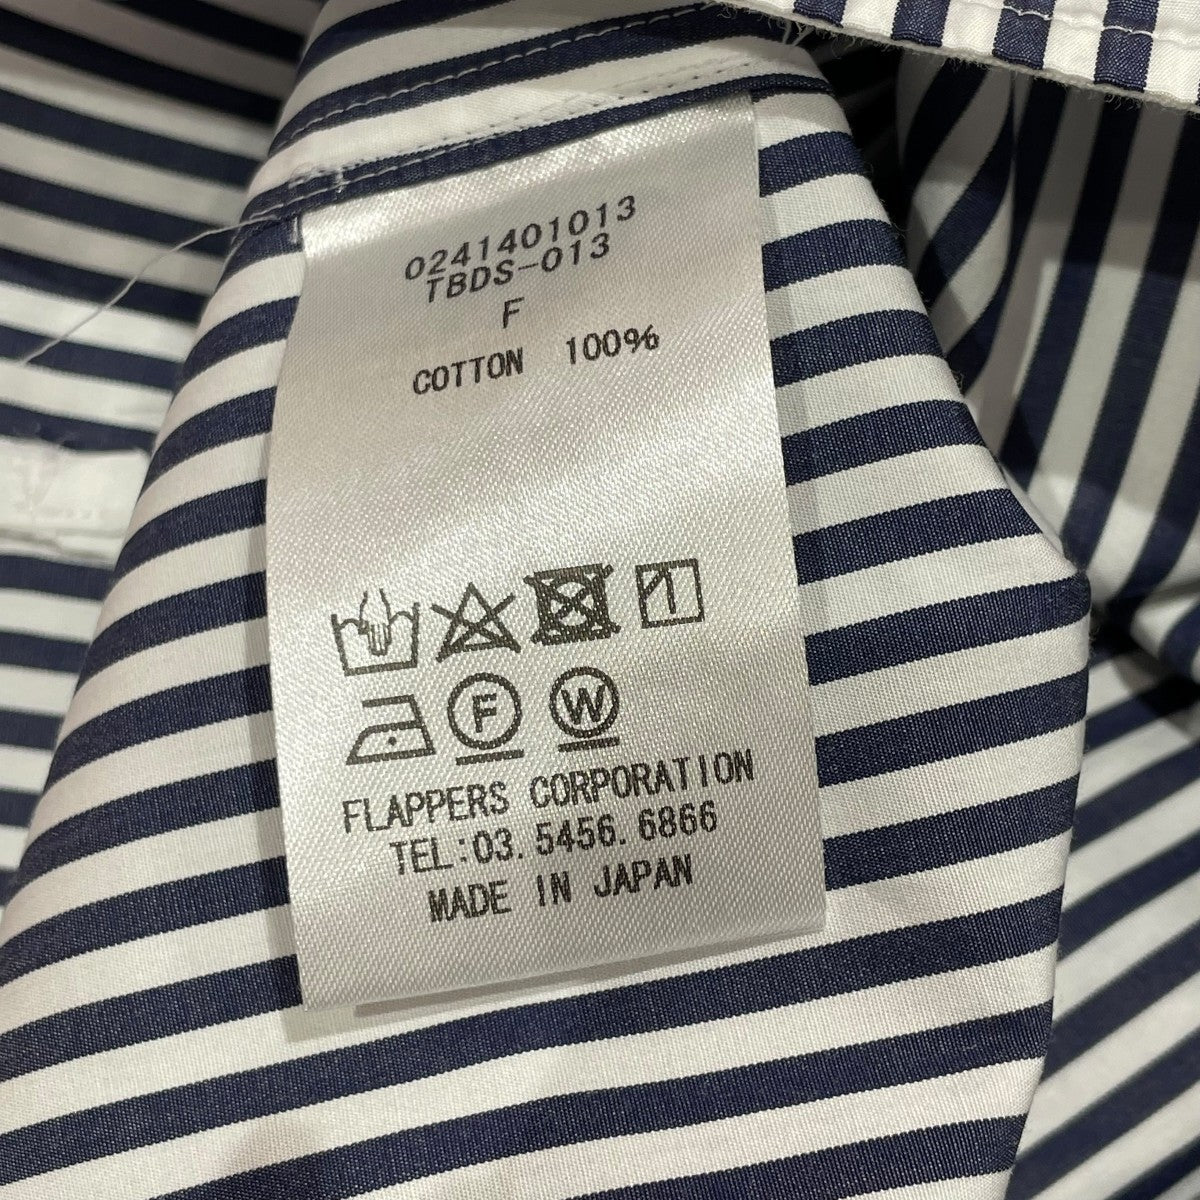 0241401013
TBDS-013
F
COTTON 100%
F W
FLAPPERS CORPORATION
TEL:03. 5456. 6866
MADE IN JAPAN